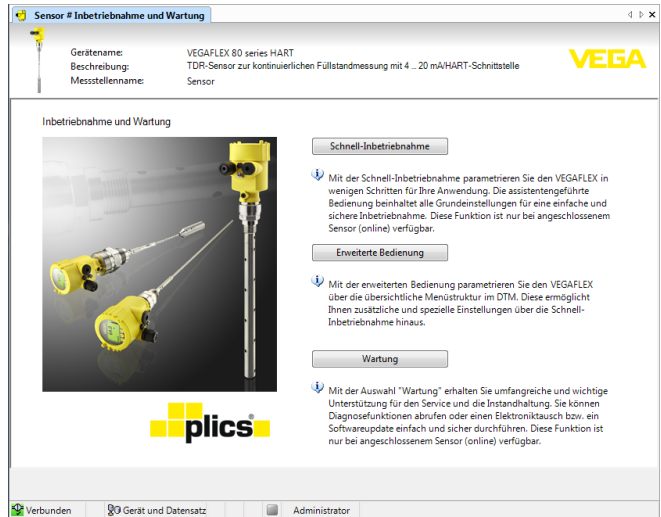 Sensor # Inbetriebnahme und Wartung
Gerätename: VEGAFLEX 80 series HART
Beschreibung: TDR-Sensor zur kontinuierlichen Füllstandmessung mit 4 .. 20 mA/HART-Schnittstelle
Messstellenname: Sensor
VEGA
Inbetriebnahme und Wartung
Schnell-Inbetriebnahme
Mit der Schnell-Inbetriebnahme parametrieren Sie den VEGAFLEX in
wenigen Schritten für Ihre Anwendung. Die assistentengeführte
Bedienung beinhaltet alle Grundeinstellungen für eine einfache und
sichere Inbetriebnahme. Diese Funktion ist nur bei angeschlossenem
Sensor (online) verfügbar.
Erweiterte Bedienung
Mit der erweiterten Bedienung parametrieren Sie den VEGAFLEX
über die übersichtliche Menüstruktur im DTM. Diese ermöglicht
Ihnen zusätzliche und spezielle Einstellungen über die Schnell-
Inbetriebnahme hinaus.
Wartung
Mit der Auswahl "Wartung" erhalten Sie umfangreiche und wichtige
Unterstützung für den Service und die Instandhaltung. Sie können
Diagnosefunktionen abrufen oder einen Elektroniktausch bzw. ein
Softwareupdate einfach und sicher durchführen. Diese Funktion ist
nur bei angeschlossenem Sensor (online) verfügbar.
plics®
Verbunden
Gerät und Datensatz
Administrator